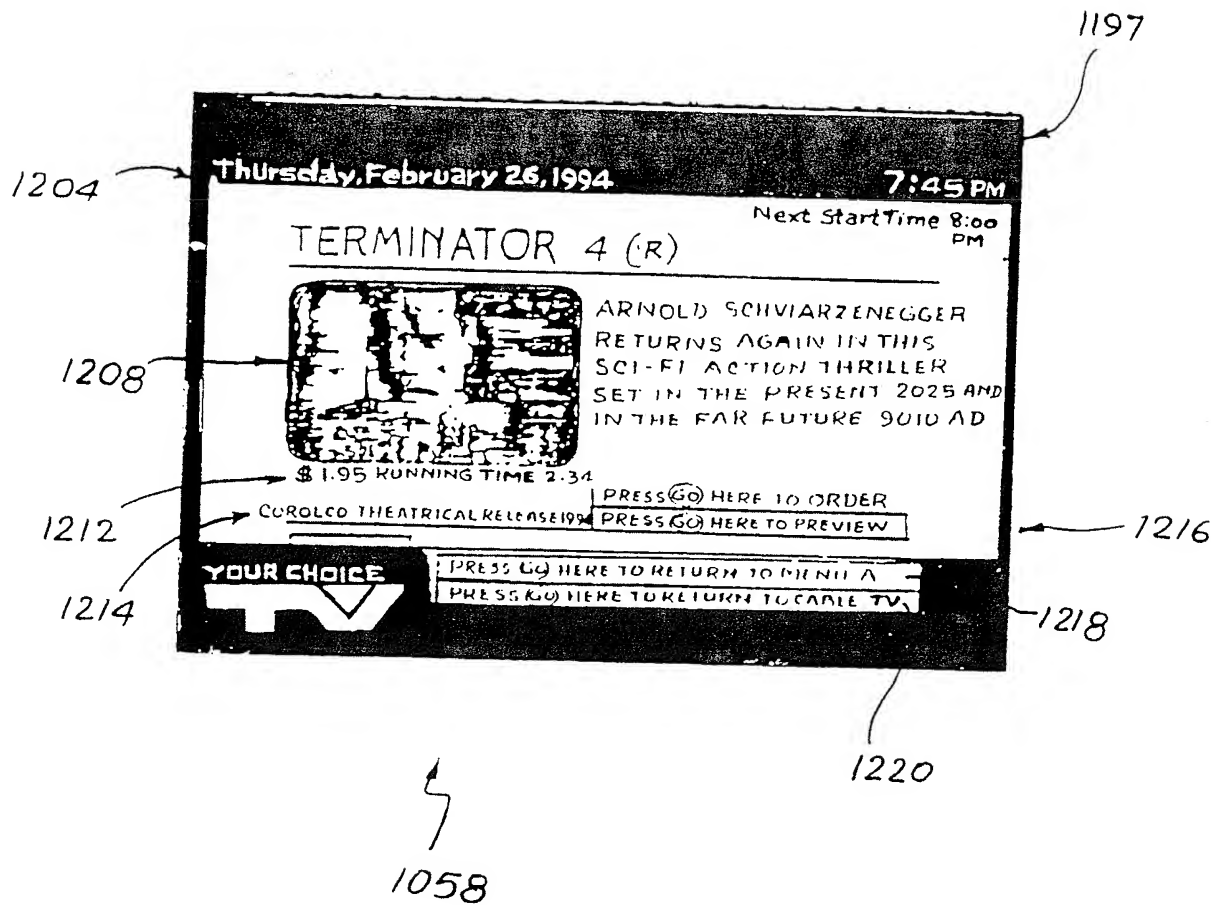 1197
Thursday, February 26, 1994 7:45 PM
1204
Next Start Time 8:00
PM
TERMINATOR 4 (R)
ARNOLD SCHVIARZENEGGER
RETURNS AGAIN IN THIS
SCI-FI ACTION THRILLER
SET IN THE PRESENT 2025 AND
IN THE FAR FUTURE 9010 AD
1208
$1.95 RUNNING TIME 2.34
PRESS GO HERE TO ORDER
COROLCO THEATRICAL RELEASE 199
PRESS GO HERE TO PREVIEW
1212
1216
YOUR CHOICE
TV
PRESS GO HERE TO RETURN TO MENU A
PRESS GO HERE TO RETURN TO CABLE TV
1214
1218
1220
1058